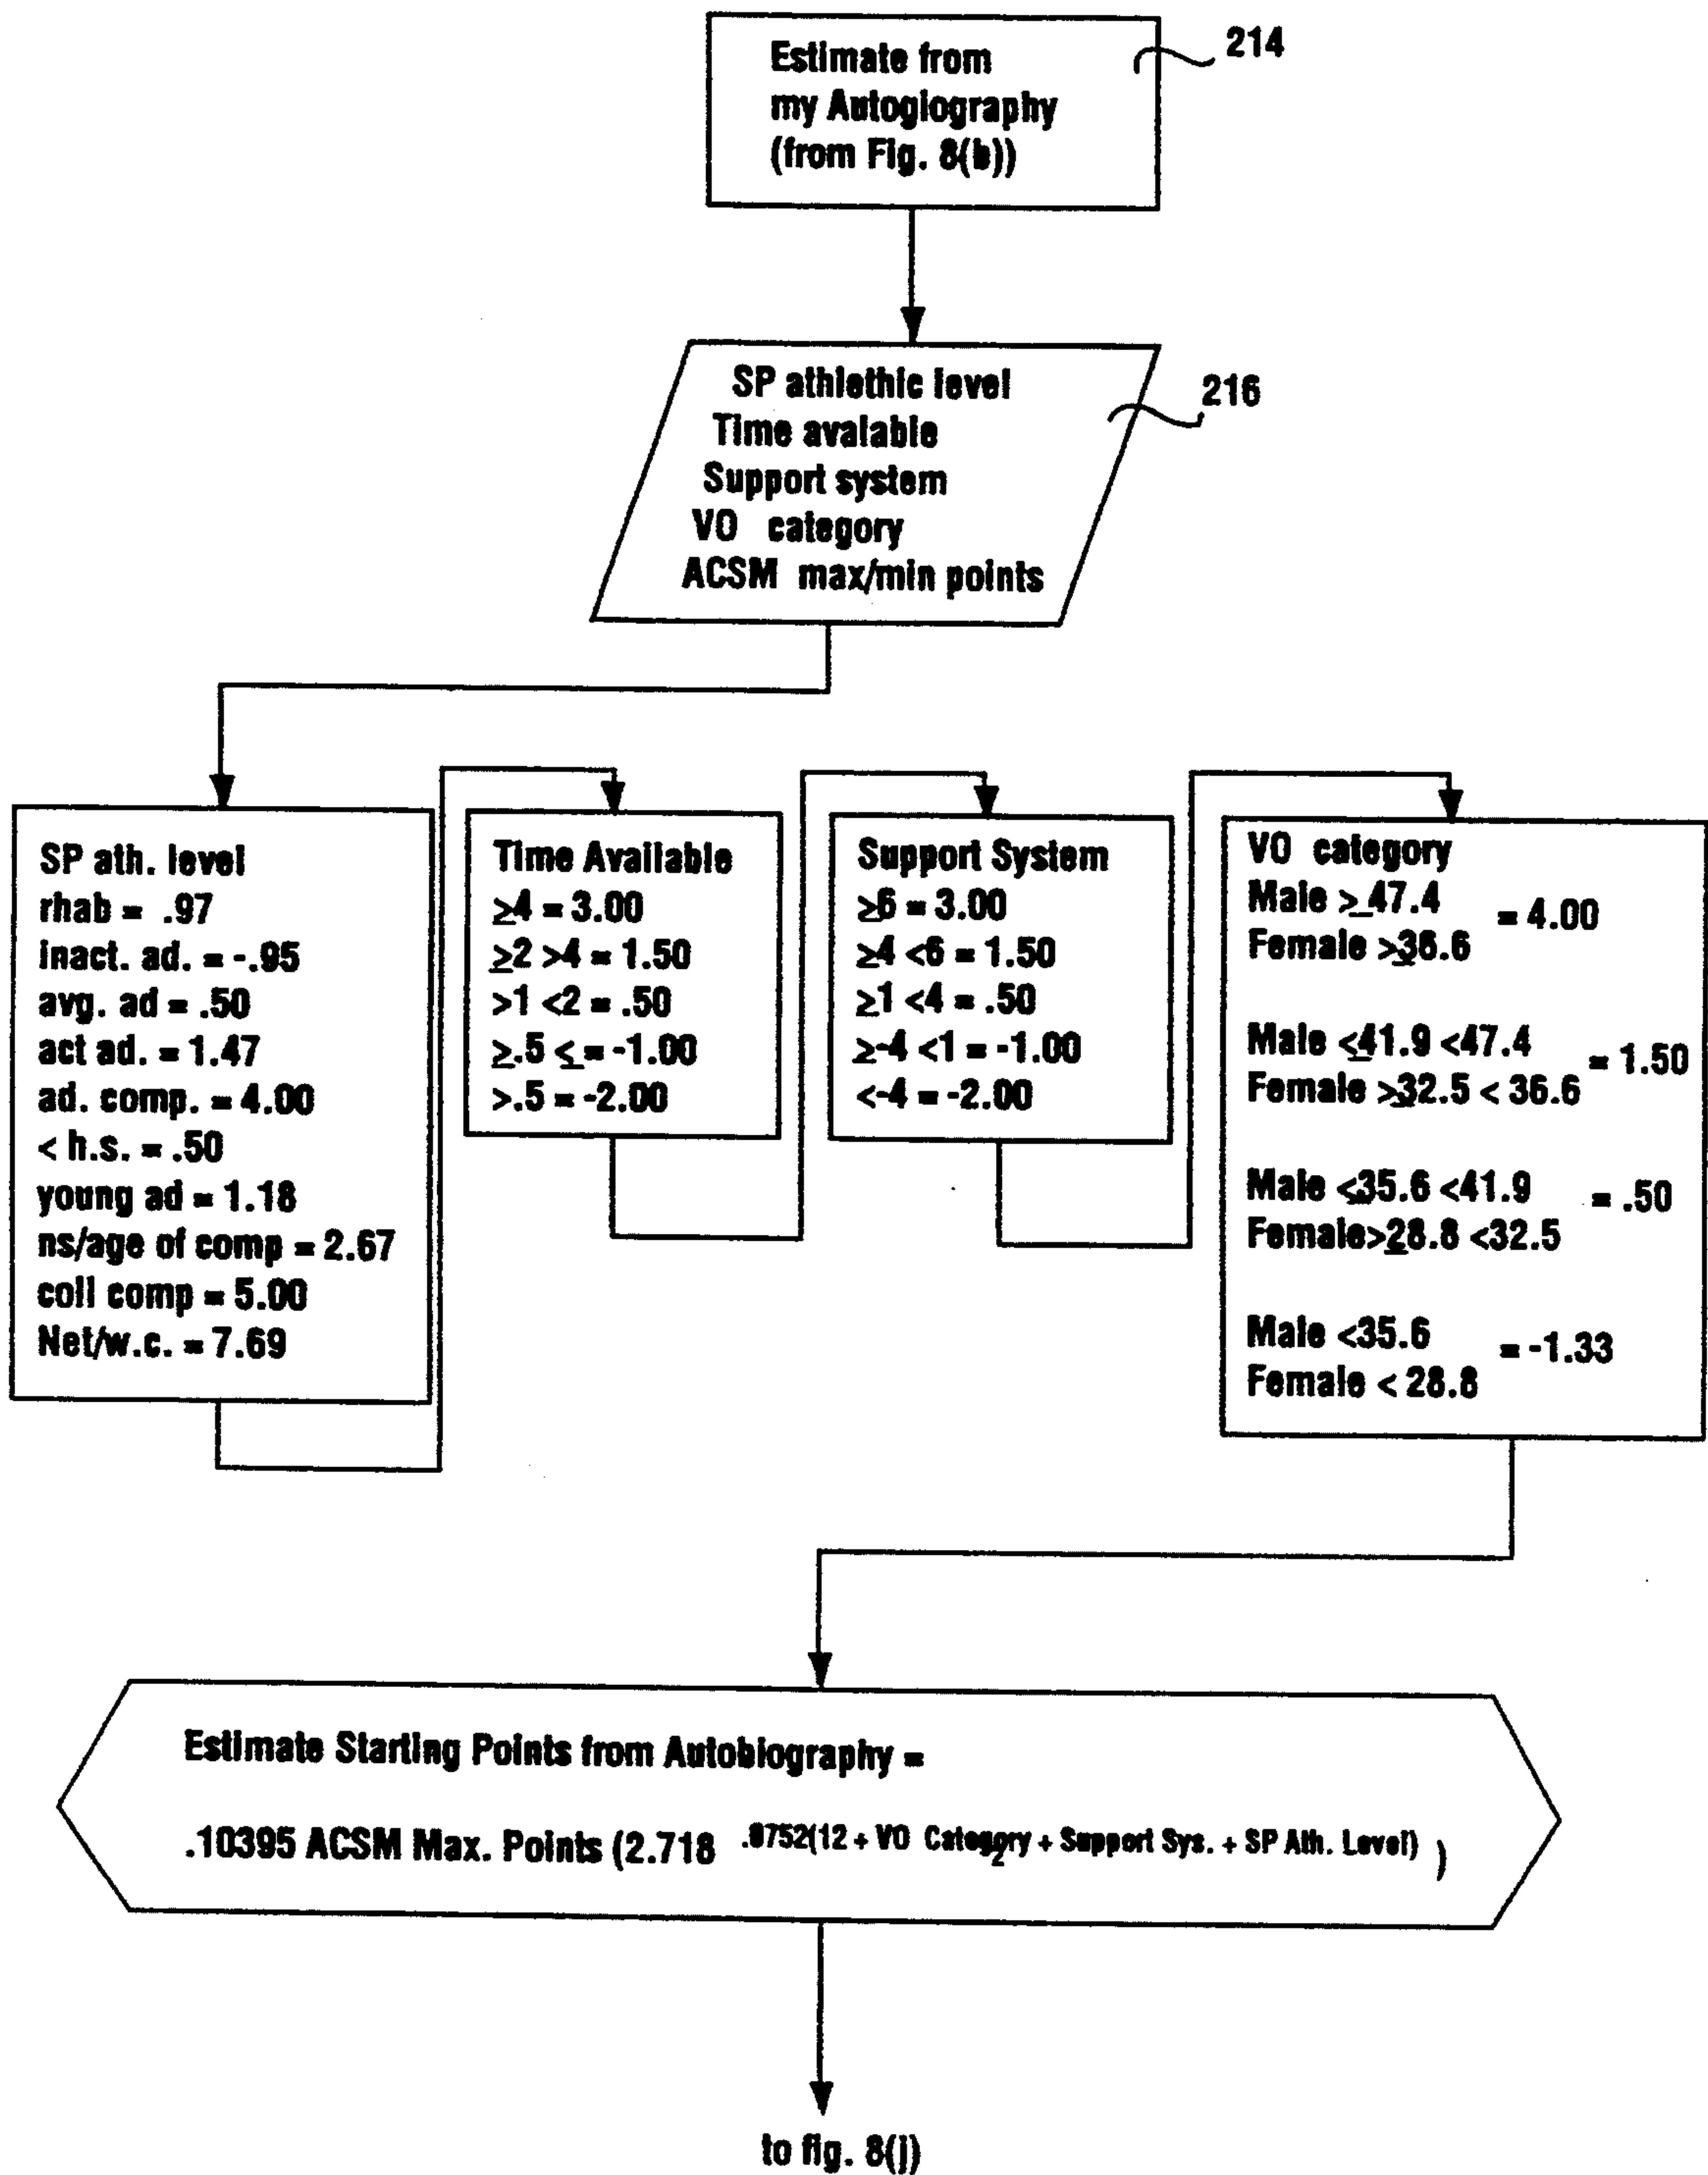 Estimate from
my Autogiography
(from Fig. 8(b))
214
SP athlethic level
Time avalable
Support system
VO category
ACSM max/min points
216
SP ath. level
rhab = .97
inact. ad. = -.95
avg. ad = .50
act ad. = 1.47
ad. comp. = 4.00
< h.s. = .50
young ad = 1.18
ns/age of comp = 2.67
coll comp = 5.00
Net/w.c. = 7.69
Time Available
≥4 = 3.00
≥2 >4 = 1.50
>1 <2 = .50
≥.5 ≤ = -1.00
>.5 = -2.00
Support System
≥6 = 3.00
≥4 <6 = 1.50
≥1 <4 = .50
≥-4 <1 = -1.00
<-4 = -2.00
VO category
Male ≥ 47.4
Female ≥36.6
= 4.00
Male ≤41.9 <47.4
Female ≥32.5 < 36.6
= 1.50
Male ≤35.6 <41.9
Female≥28.8 <32.5
= .50
Male <35.6
Female < 28.8
= -1.33
Estimate Starting Points from Autobiography =
.10395 ACSM Max. Points (2.718 .0752(12 + VO 2 Category + Support Sys. + SP Ath. Level) )
to fig. 8(j)